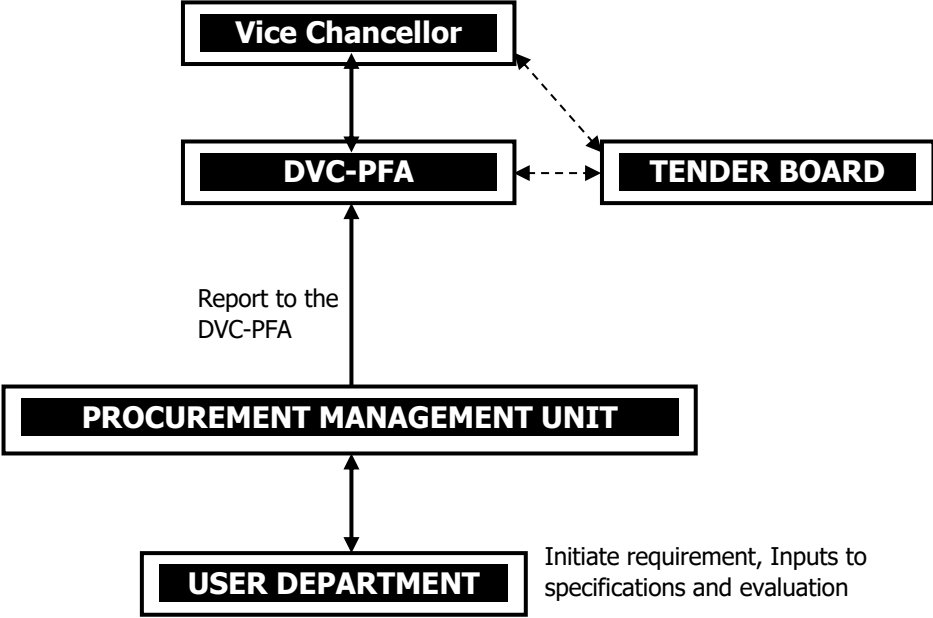 Vice Chancellor
DVC-PFA
TENDER BOARD
Report to the
DVC-PFA
PROCUREMENT MANAGEMENT UNIT
USER DEPARTMENT
Initiate requirement, Inputs to
specifications and evaluation